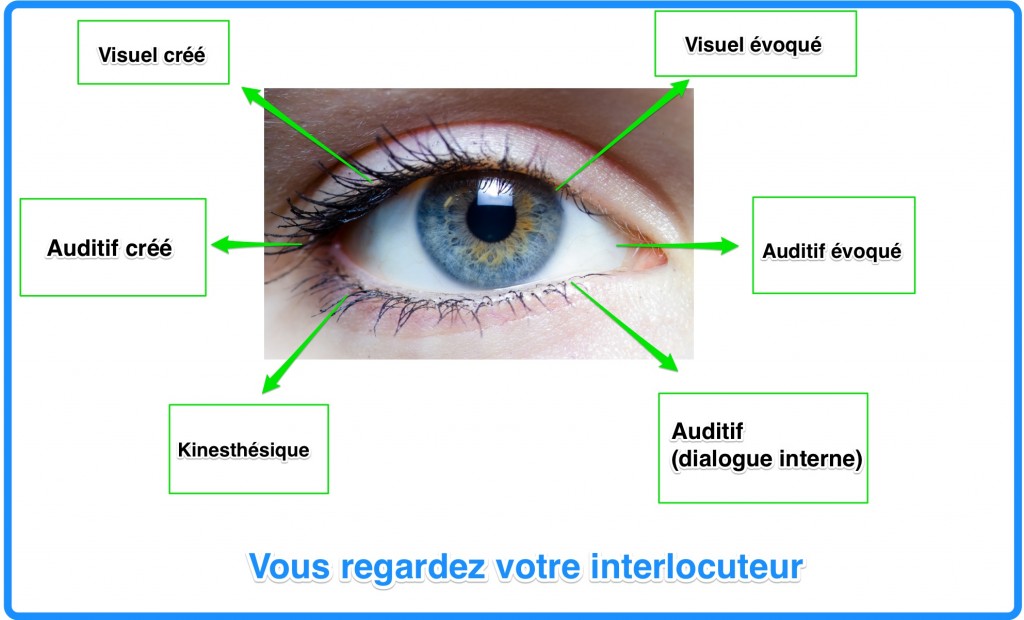 Visuel créé
Visuel évoqué
Auditif créé
Auditif évoqué
Kinesthésique
Auditif
(dialogue interne)
Vous regardez votre interlocuteur